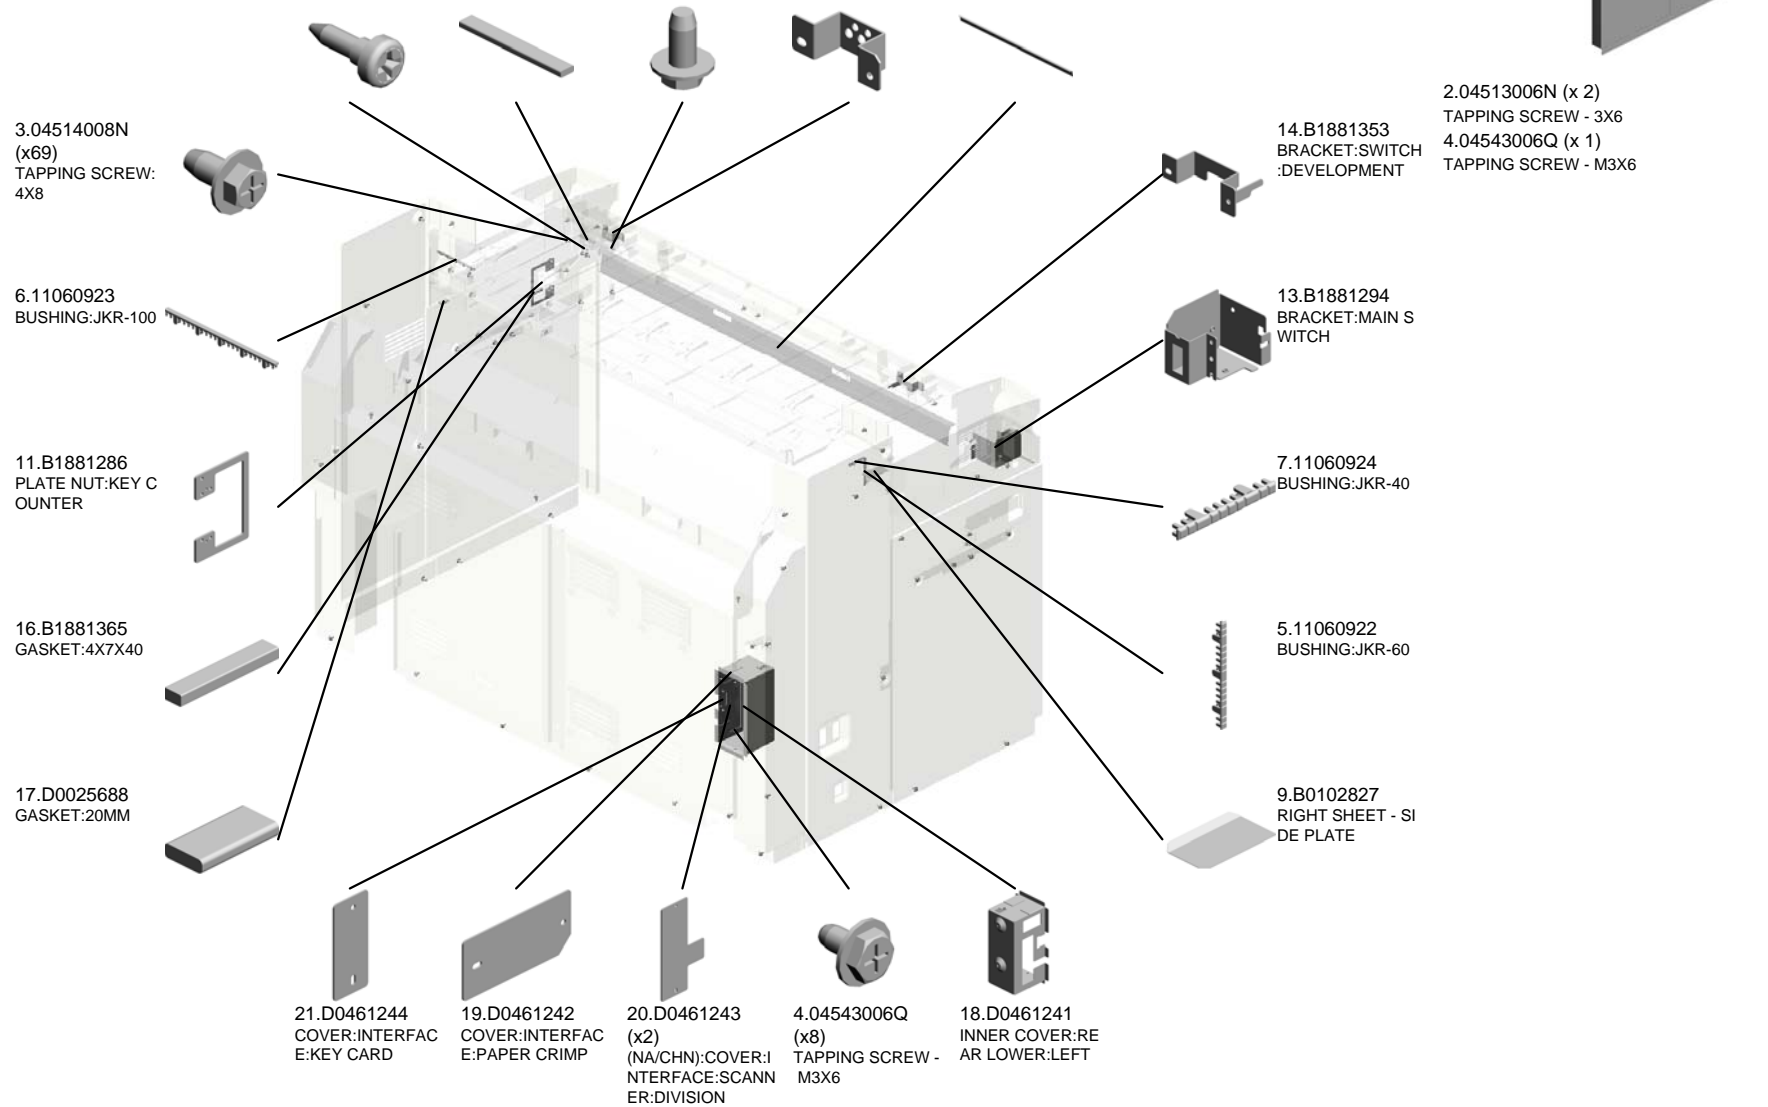 3.04514008N
(x69)
TAPPING SCREW:
4X8
6.11060923
BUSHING:JKR-100
11.B1881286
PLATE NUT:KEY C
OUNTER
16.B1881365
GASKET:4X7X40
17.D0025688
GASKET:20MM
2.04513006N (x 2)
TAPPING SCREW - 3X6
4.04543006Q (x 1)
TAPPING SCREW - M3X6
14.B1881353
BRACKET:SWITCH
:DEVELOPMENT
13.B1881294
BRACKET:MAIN S
WITCH
7.11060924
BUSHING:JKR-40
5.11060922
BUSHING:JKR-60
9.B0102827
RIGHT SHEET - SI
DE PLATE
21.D0461244
COVER:INTERFAC
E:KEY CARD
19.D0461242
COVER:INTERFAC
E:PAPER CRIMP
20.D0461243
(x2)
(NA/CHN):COVER:I
NTERFACE:SCANN
ER:DIVISION
4.04543006Q
(x8)
TAPPING SCREW -
M3X6
18.D0461241
INNER COVER:RE
AR LOWER:LEFT